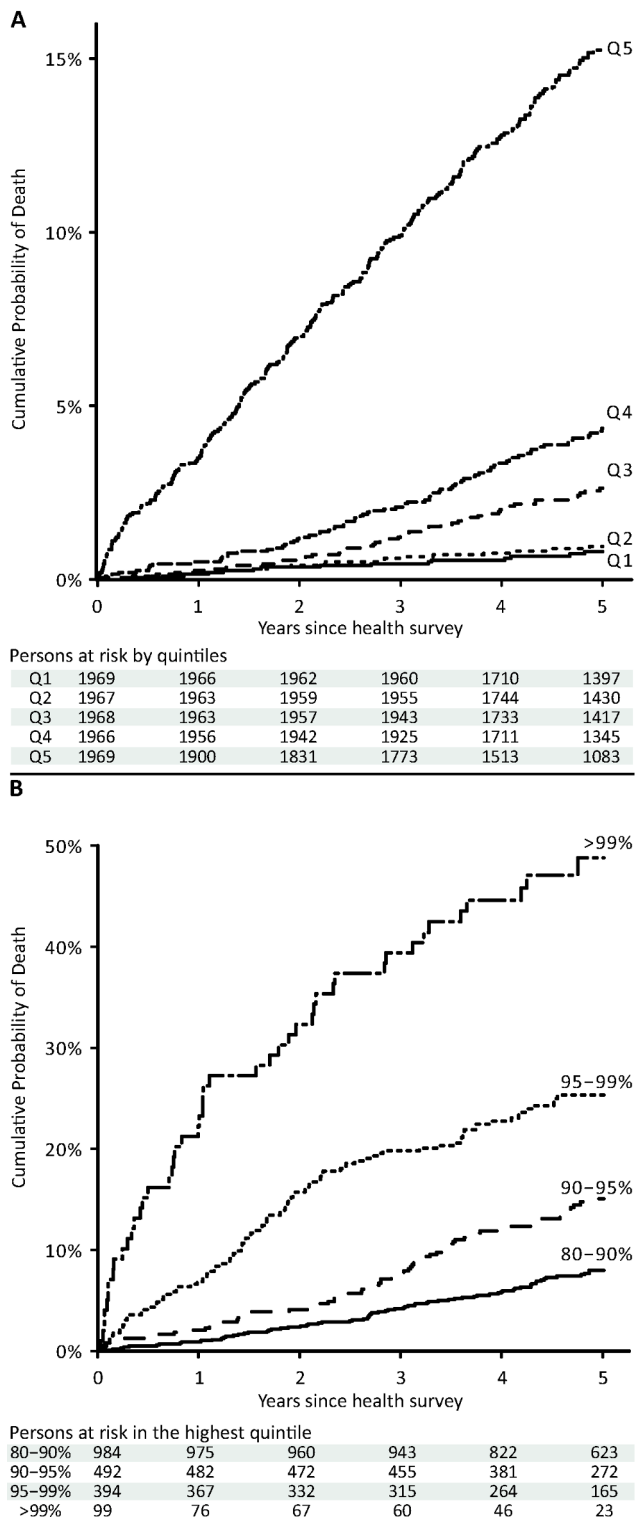 A
15%
10%
5%
0%
Cumulative Probability of Death
Q5
Q4
Q3
Q2
Q1
0 1 2 3 4 5
Years since health survey
Persons at risk by quintiles
Q1 1969 1966 1962 1960 1710 1397
Q2 1967 1963 1959 1955 1744 1430
Q3 1968 1963 1957 1943 1733 1417
Q4 1966 1956 1942 1925 1711 1345
Q5 1969 1900 1831 1773 1513 1083
B
50%
40%
30%
20%
10%
0%
Cumulative Probability of Death
>99%
95–99%
90–95%
80–90%
0 1 2 3 4 5
Years since health survey
Persons at risk in the highest quintile
80–90% 984 975 960 943 822 623
90–95% 492 482 472 455 381 272
95–99% 394 367 332 315 264 165
>99% 99 76 67 60 46 23